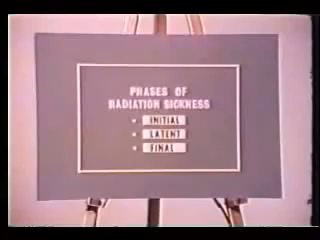 PHASES OF
RADIATION SICKNESS
INITIAL
LATENT
FINAL